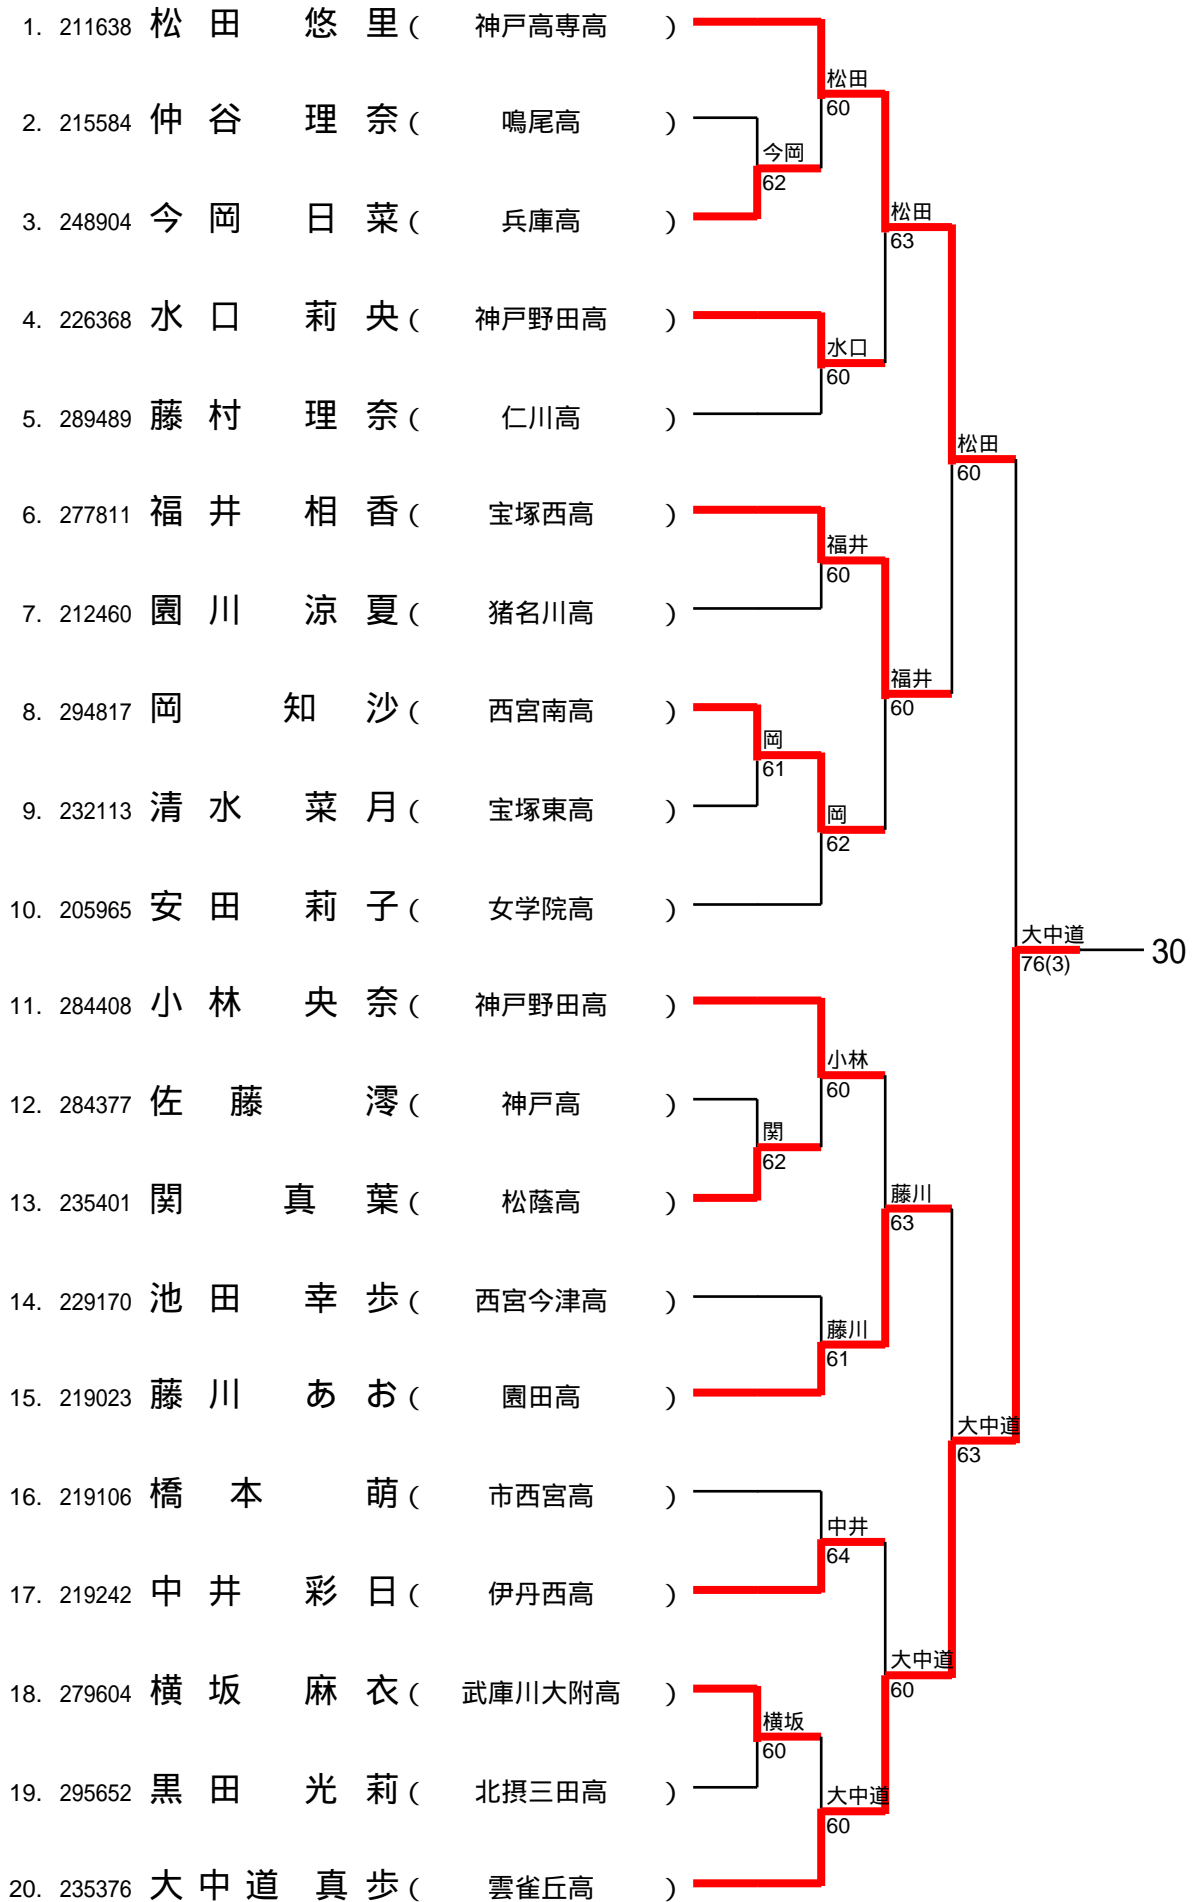 1. 211638 松田 悠里 ( 神戸高専高 )
松田
60
2. 215584 仲谷 理奈 ( 鳴尾高 )
今岡
62
3. 248904 今岡 日菜 ( 兵庫高 )
松田
63
4. 226368 水口 莉央 ( 神戸野田高 )
水口
60
5. 289489 藤村 理奈 ( 仁川高 )
松田
60
6. 277811 福井 相香 ( 宝塚西高 )
福井
60
7. 212460 園川 涼夏 ( 猪名川高 )
福井
60
8. 294817 岡 知沙 ( 西宮南高 )
岡
61
9. 232113 清水 菜月 ( 宝塚東高 )
岡
62
10. 205965 安田 莉子 ( 女学院高 )
大中道
76(3)
30
11. 284408 小林 央奈 ( 神戸野田高 )
小林
60
12. 284377 佐藤 澪 ( 神戸高 )
関
62
13. 235401 関 真葉 ( 松蔭高 )
藤川
63
14. 229170 池田 幸歩 ( 西宮今津高 )
藤川
61
15. 219023 藤川 あお ( 園田高 )
大中道
63
16. 219106 橋本 萌 ( 市西宮高 )
中井
64
17. 219242 中井 彩日 ( 伊丹西高 )
大中道
60
18. 279604 横坂 麻衣 ( 武庫川大附高 )
横坂
60
19. 295652 黒田 光莉 ( 北摂三田高 )
大中道
60
20. 235376 大中道 真歩 ( 雲雀丘高 )